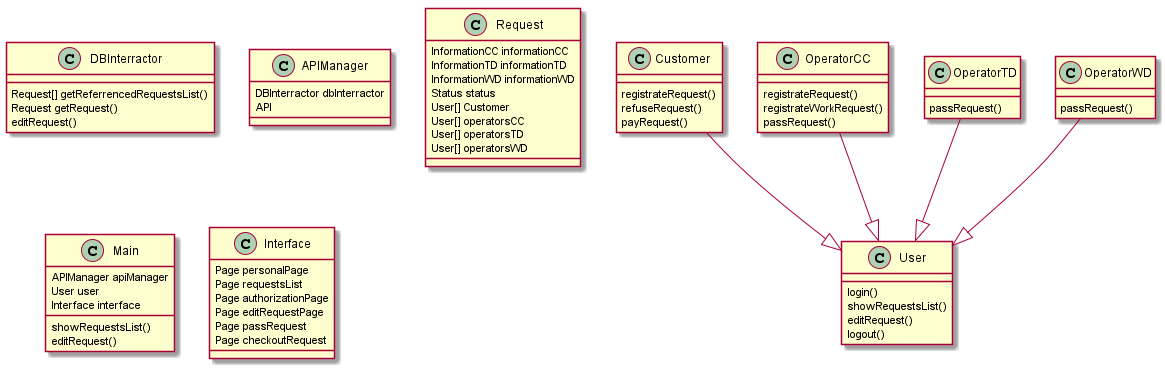 C DBInterractor
Request[] getReferrencedRequestsList()
Request getRequest()
editRequest()
C APIManager
DBInterractor dbInterractor
API
C Request
InformationCC informationCC
InformationTD informationTD
InformationWD informationWD
Status status
User[] Customer
User[] operatorsCC
User[] operatorsTD
User[] operatorsWD
C Customer
registrateRequest()
refuseRequest()
payRequest()
C OperatorCC
registrateRequest()
registrateWorkRequest()
passRequest()
C OperatorTD
passRequest()
C OperatorWD
passRequest()
C Main
APIManager apiManager
User user
Interface interface
showRequestsList()
editRequest()
C Interface
Page personalPage
Page requestsList
Page authorizationPage
Page editRequestPage
Page passRequest
Page checkoutRequest
C User
login()
showRequestsList()
editRequest()
logout()